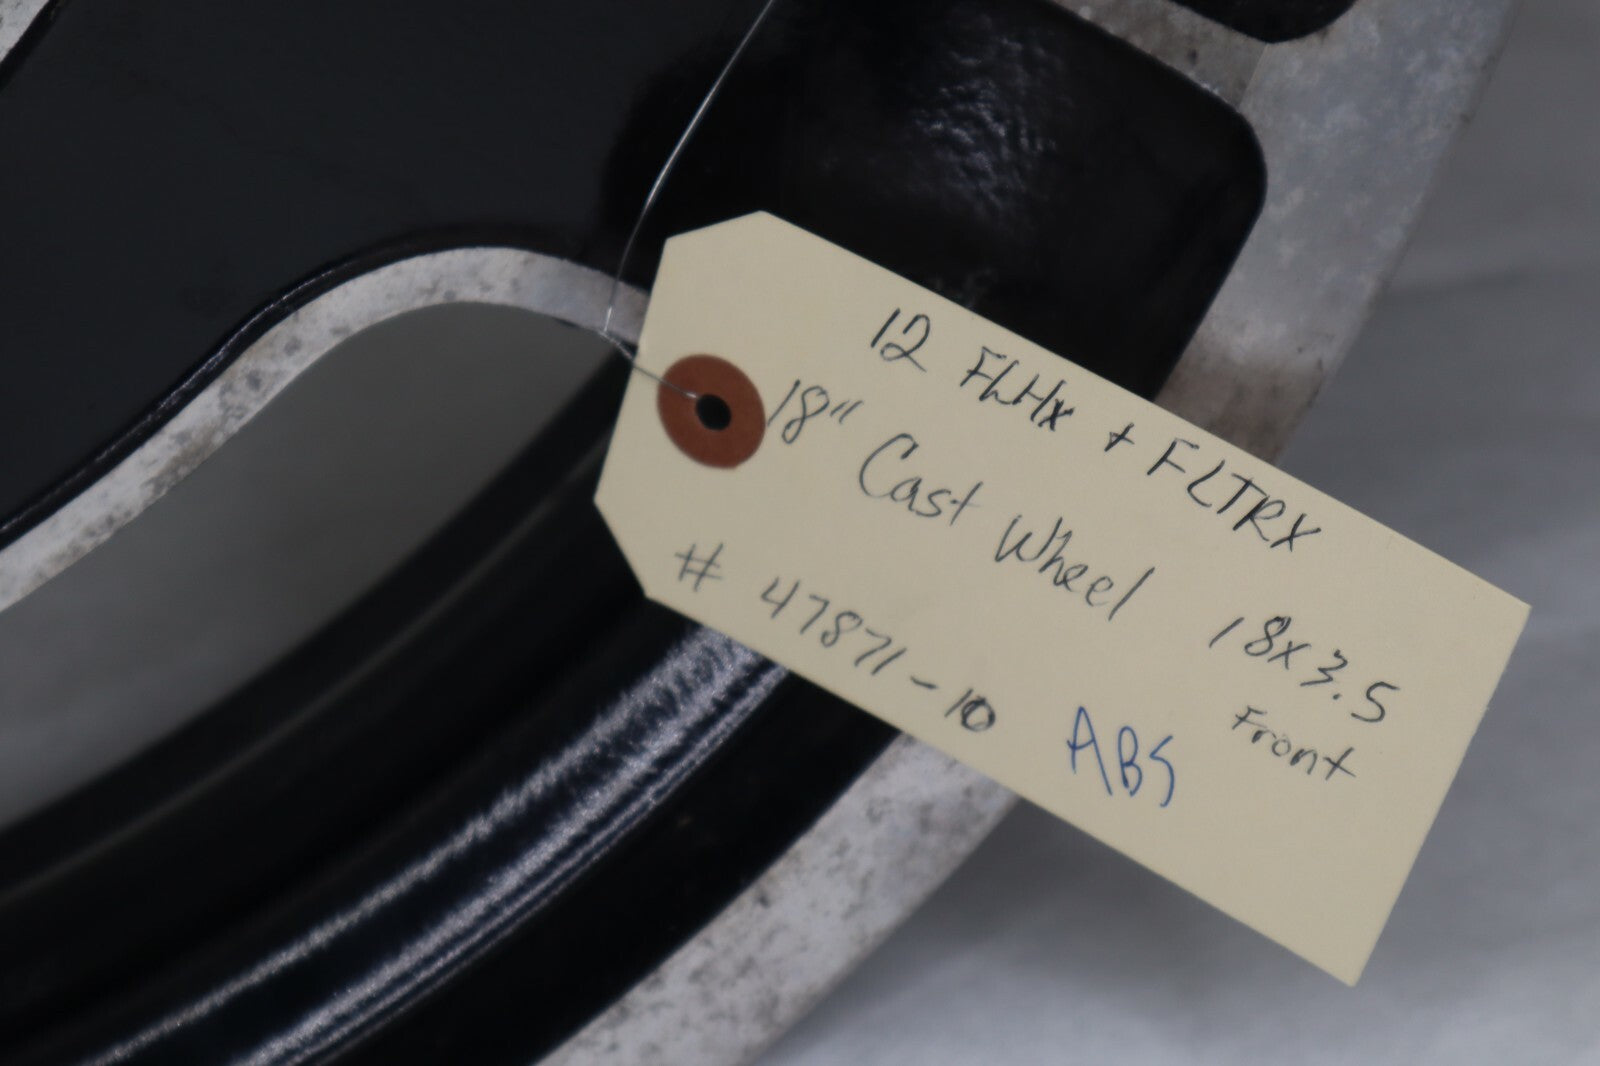 12 FLHX + FLTRX
18" Cast Wheel 18x3.5
Front
# 47871-10 ABS